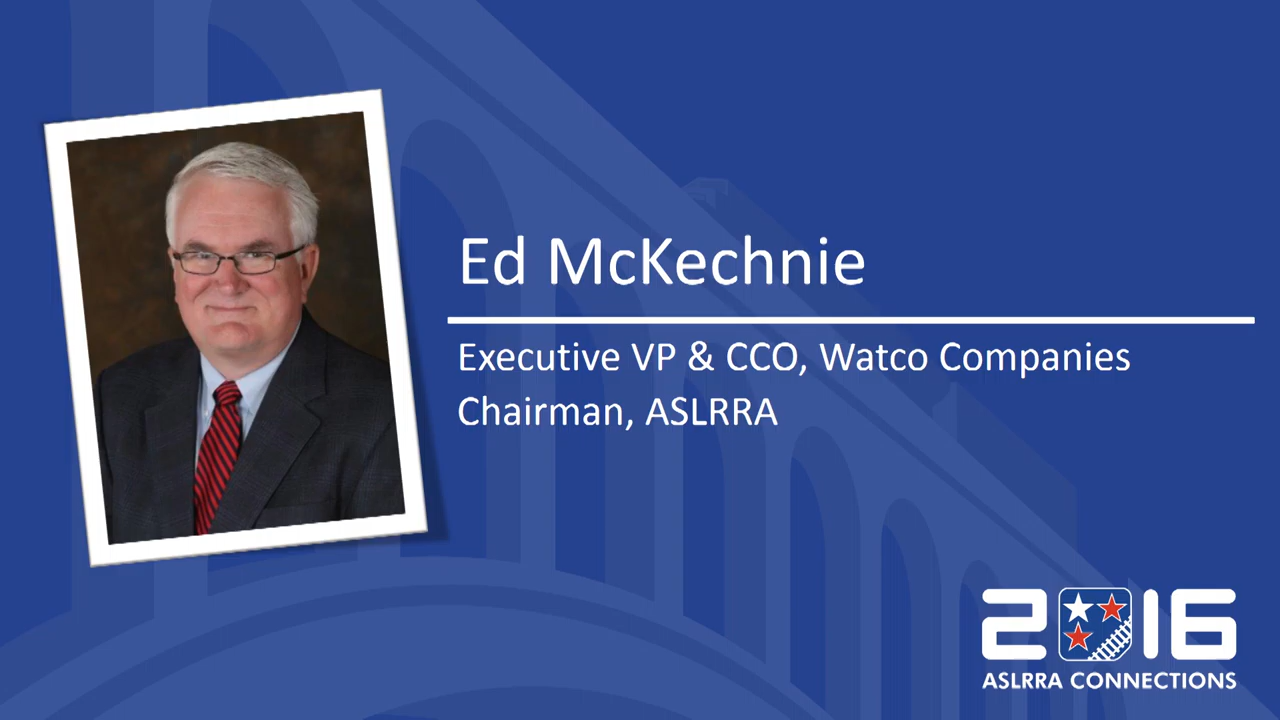 Ed McKechnie
Executive VP & CCO, Watco Companies
Chairman, ASLRRA
2016
ASLRRA CONNECTIONS